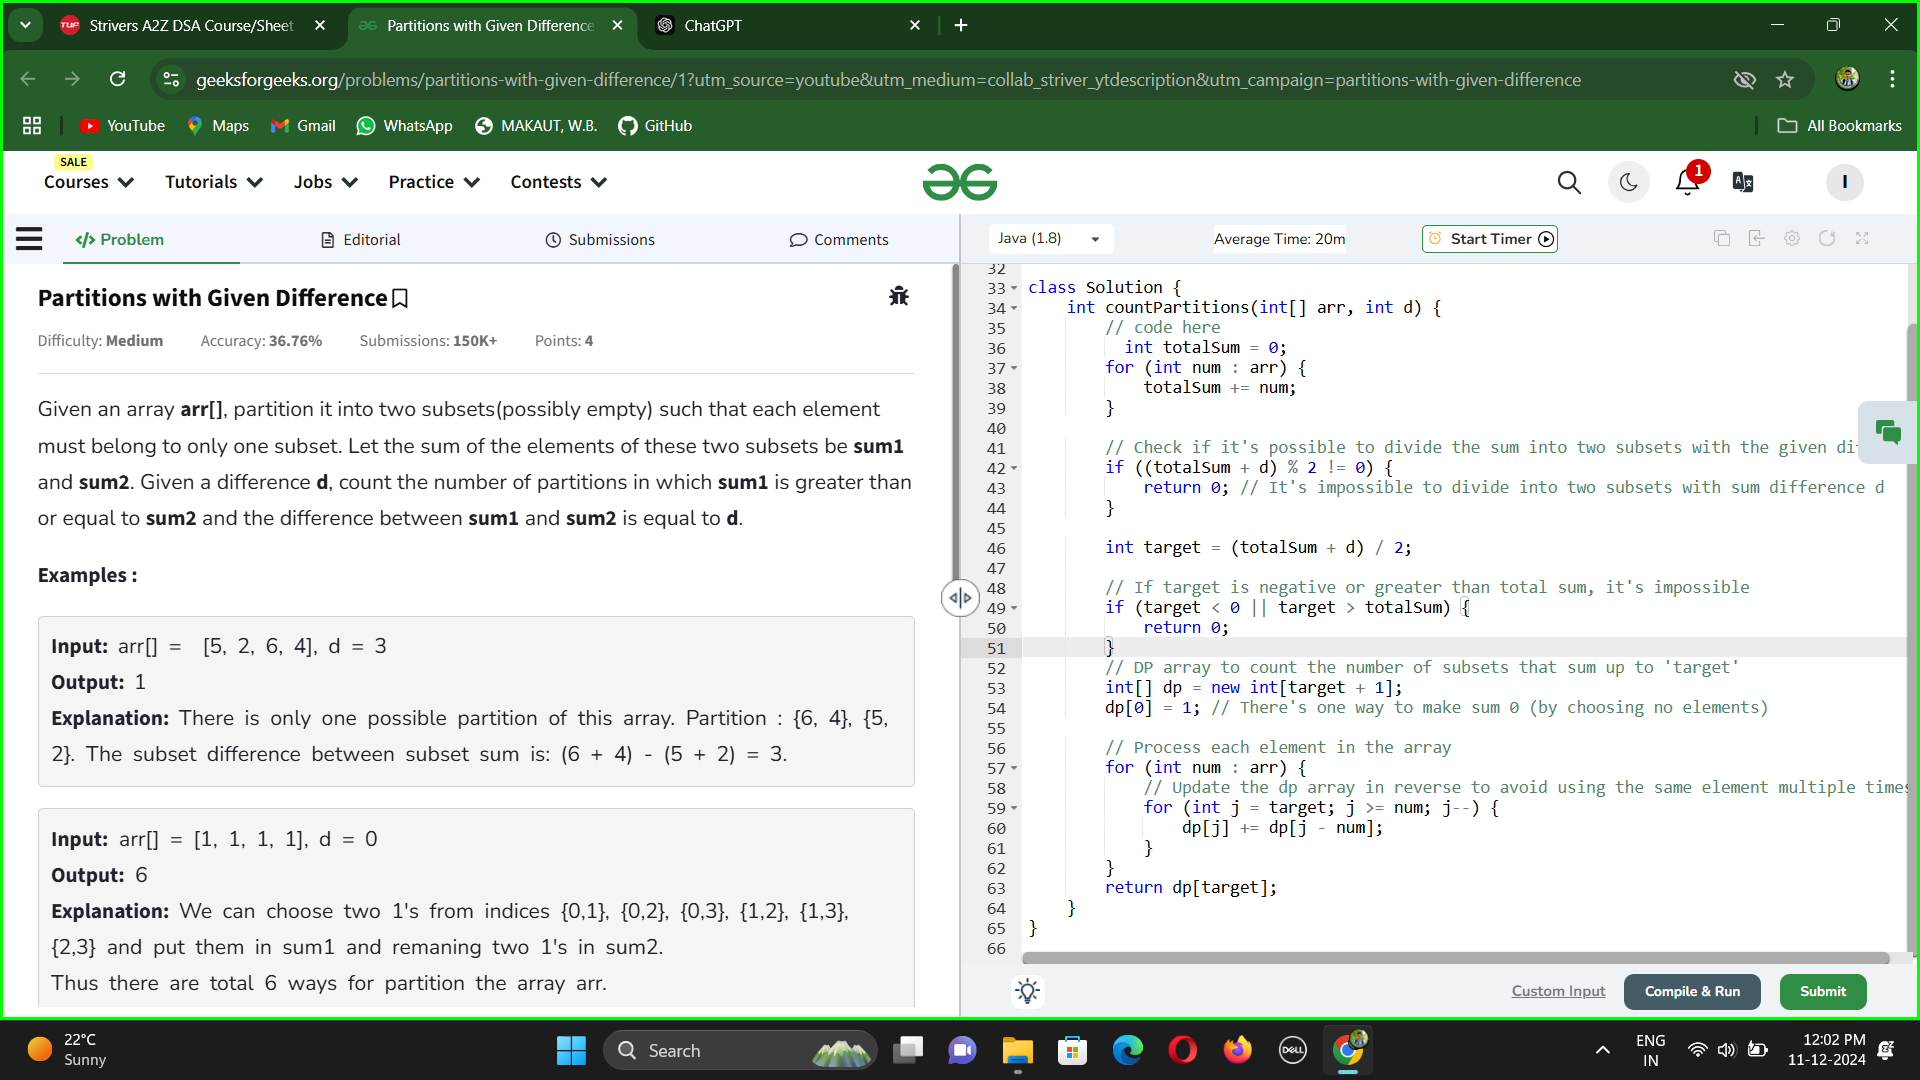 Strivers A2Z DSA Course/Sheet
Partitions with Given Difference
ChatGPT
geeksforgeeks.org/problems/partitions-with-given-difference/1?utm_source=youtube&utm_medium=collab_striver_ytdescription&utm_campaign=partitions-with-given-difference
YouTube
Maps
Gmail
WhatsApp
MAKAUT, W.B.
GitHub
All Bookmarks
SALE
Courses
Tutorials
Jobs
Practice
Contests
1
I
Problem
Editorial
Submissions
Comments
Java (1.8)
Average Time: 20m
Start Timer
Partitions with Given Difference
Difficulty: Medium Accuracy: 36.76% Submissions: 150K+ Points: 4
Given an array arr[], partition it into two subsets(possibly empty) such that each element
must belong to only one subset. Let the sum of the elements of these two subsets be sum1
and sum2. Given a difference d, count the number of partitions in which sum1 is greater than
or equal to sum2 and the difference between sum1 and sum2 is equal to d.
Examples :
Input: arr[] = [5, 2, 6, 4], d = 3
Output: 1
Explanation: There is only one possible partition of this array. Partition : {6, 4}, {5,
2}. The subset difference between subset sum is: (6 + 4) - (5 + 2) = 3.
Input: arr[] = [1, 1, 1, 1], d = 0
Output: 6
Explanation: We can choose two 1's from indices {0,1}, {0,2}, {0,3}, {1,2}, {1,3},
{2,3} and put them in sum1 and remaning two 1's in sum2.
Thus there are total 6 ways for partition the array arr.
32
33 class Solution {
34 int countPartitions(int[] arr, int d) {
35 // code here
36 int totalSum = 0;
37 for (int num : arr) {
38 totalSum += num;
39 }
40
41 // Check if it's possible to divide the sum into two subsets with the given di
42 if ((totalSum + d) % 2 != 0) {
43 return 0; // It's impossible to divide into two subsets with sum difference d
44 }
45
46 int target = (totalSum + d) / 2;
47
48 // If target is negative or greater than total sum, it's impossible
49 if (target < 0 || target > totalSum) {
50 return 0;
51 }
52 // DP array to count the number of subsets that sum up to 'target'
53 int[] dp = new int[target + 1];
54 dp[0] = 1; // There's one way to make sum 0 (by choosing no elements)
55
56 // Process each element in the array
57 for (int num : arr) {
58 // Update the dp array in reverse to avoid using the same element multiple times
59 for (int j = target; j >= num; j--) {
60 dp[j] += dp[j - num];
61 }
62 }
63 return dp[target];
64 }
65 }
66
Custom Input
Compile & Run
Submit
22°C
Sunny
Search
DELL
ENG
IN
12:02 PM
11-12-2024